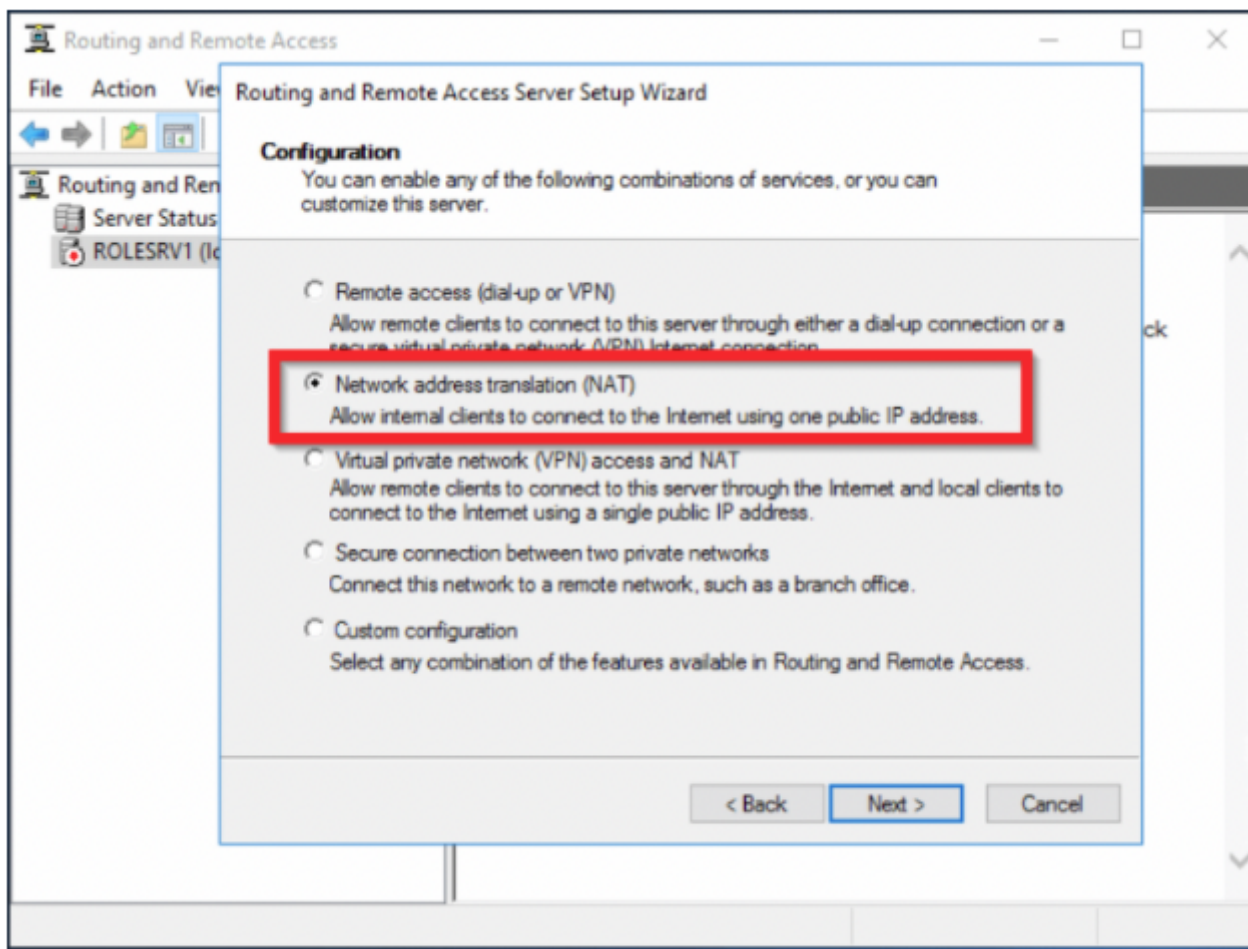 Routing and Remote Access
File Action Vie
Routing and Remote Access Server Setup Wizard
Configuration
You can enable any of the following combinations of services, or you can
customize this server.
Routing and Ren
Server Status
ROLESRV1 (lo
Remote access (dial-up or VPN)
Allow remote clients to connect to this server through either a dial-up connection or a
secure virtual private network (VPN) Internet connection.
ck
Network address translation (NAT)
Allow internal clients to connect to the Internet using one public IP address.
Virtual private network (VPN) access and NAT
Allow remote clients to connect to this server through the Internet and local clients to
connect to the Internet using a single public IP address.
Secure connection between two private networks
Connect this network to a remote network, such as a branch office.
Custom configuration
Select any combination of the features available in Routing and Remote Access.
< Back Next > Cancel